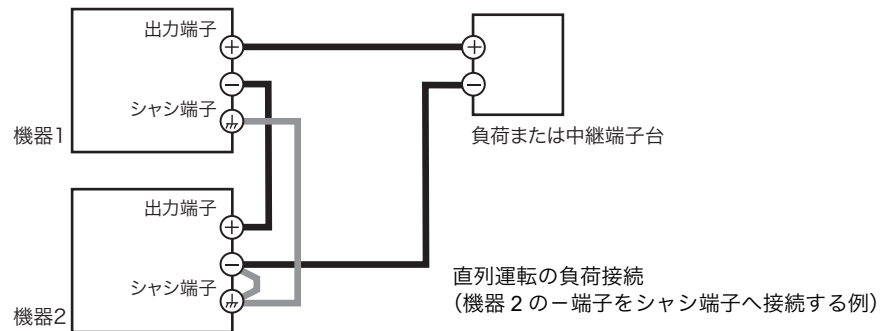 出力端子
+
+
−
−
シャシ端子
機器1
負荷または中継端子台
出力端子
+
−
シャシ端子
機器2
直列運転の負荷接続
（機器 2 の−端子をシャシ端子へ接続する例）